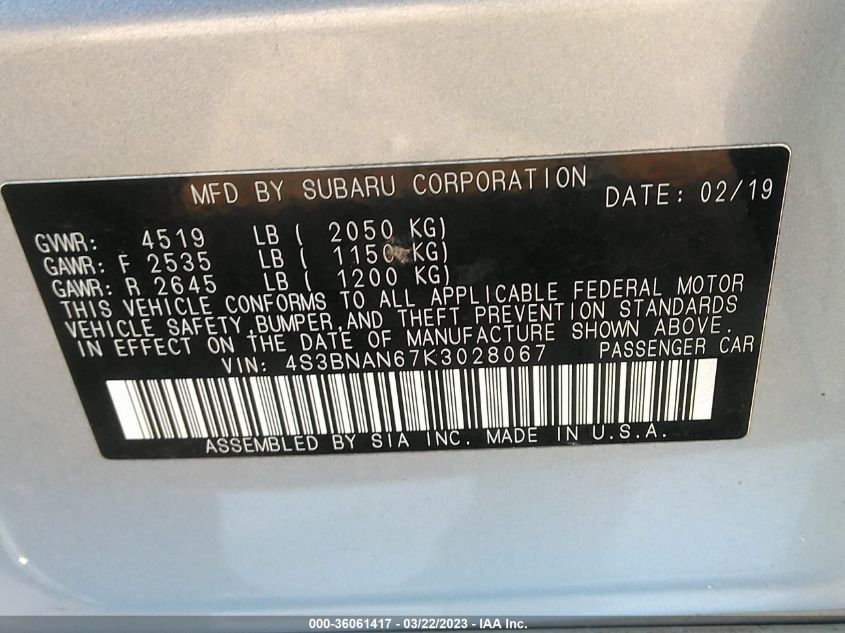 MFD BY SUBARU CORPORATION DATE: 02/19
GVWR: 4519 LB ( 2050 KG)
GAWR: F 2535 LB ( 1150 KG)
GAWR: R 2645 LB ( 1200 KG)
THIS VEHICLE CONFORMS TO ALL APPLICABLE FEDERAL MOTOR
VEHICLE SAFETY,BUMPER,AND THEFT PREVENTION STANDARDS
IN EFFECT ON THE DATE OF MANUFACTURE SHOWN ABOVE.
VIN: 4S3BNAN67K3028067 PASSENGER CAR
ASSEMBLED BY SIA INC. MADE IN U.S.A.
000-36061417 - 03/22/2023 - IAA Inc.